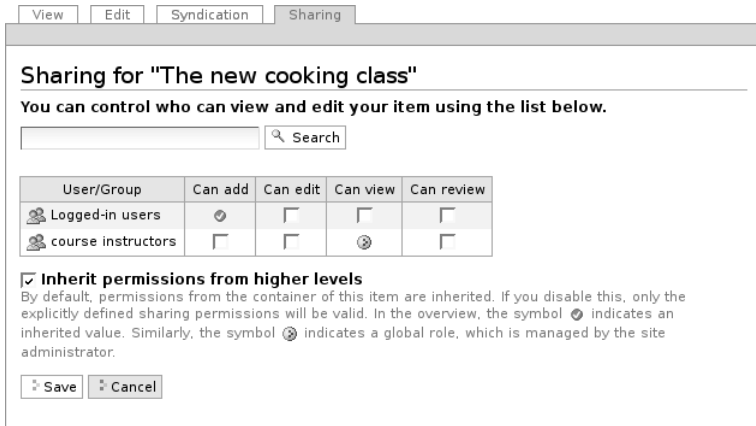 View Edit Syndication Sharing
Sharing for "The new cooking class"
You can control who can view and edit your item using the list below.
Search
User/Group Can add Can edit Can view Can review
Logged-in users
course instructors
Inherit permissions from higher levels
By default, permissions from the container of this item are inherited. If you disable this, only the
explicitly defined sharing permissions will be valid. In the overview, the symbol indicates an
inherited value. Similarly, the symbol indicates a global role, which is managed by the site
administrator.
Save Cancel